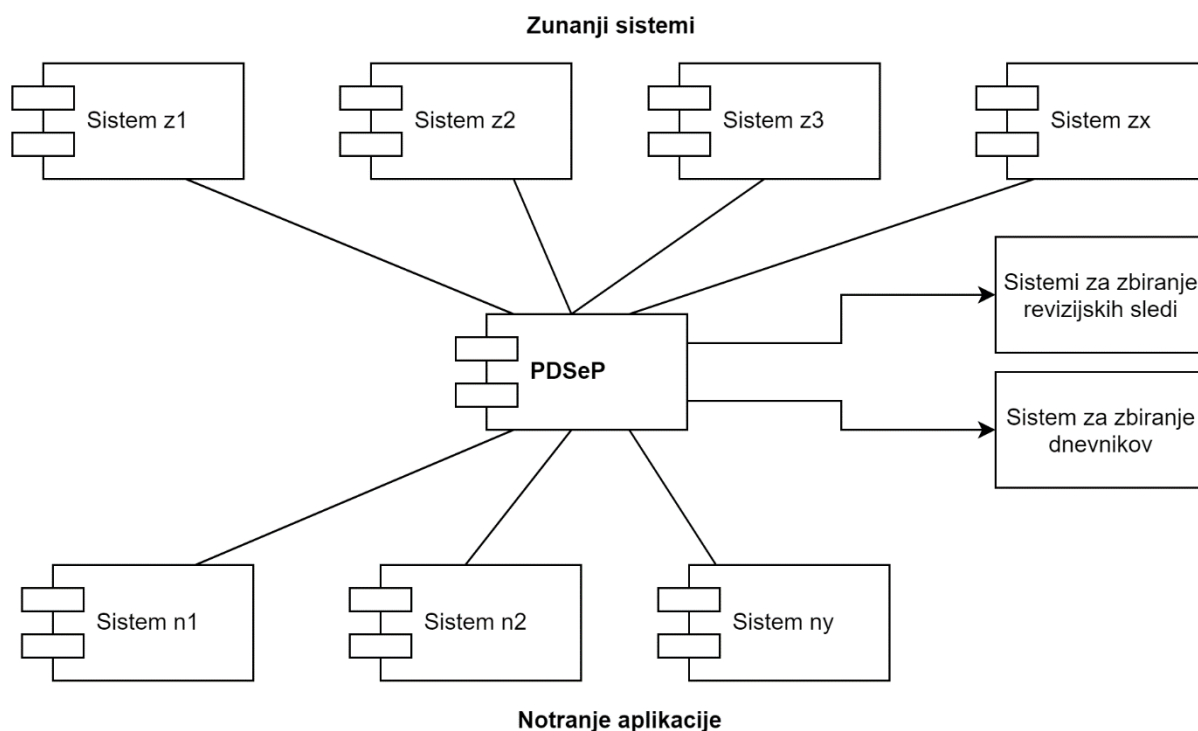 Zunanji sistemi
Sistem z1
Sistem z2
Sistem z3
Sistem zx
Sistemi za zbiranje
revizijskih sledi
PDSeP
Sistem za zbiranje
dnevnikov
Sistem n1
Sistem n2
Sistem ny
Notranje aplikacije